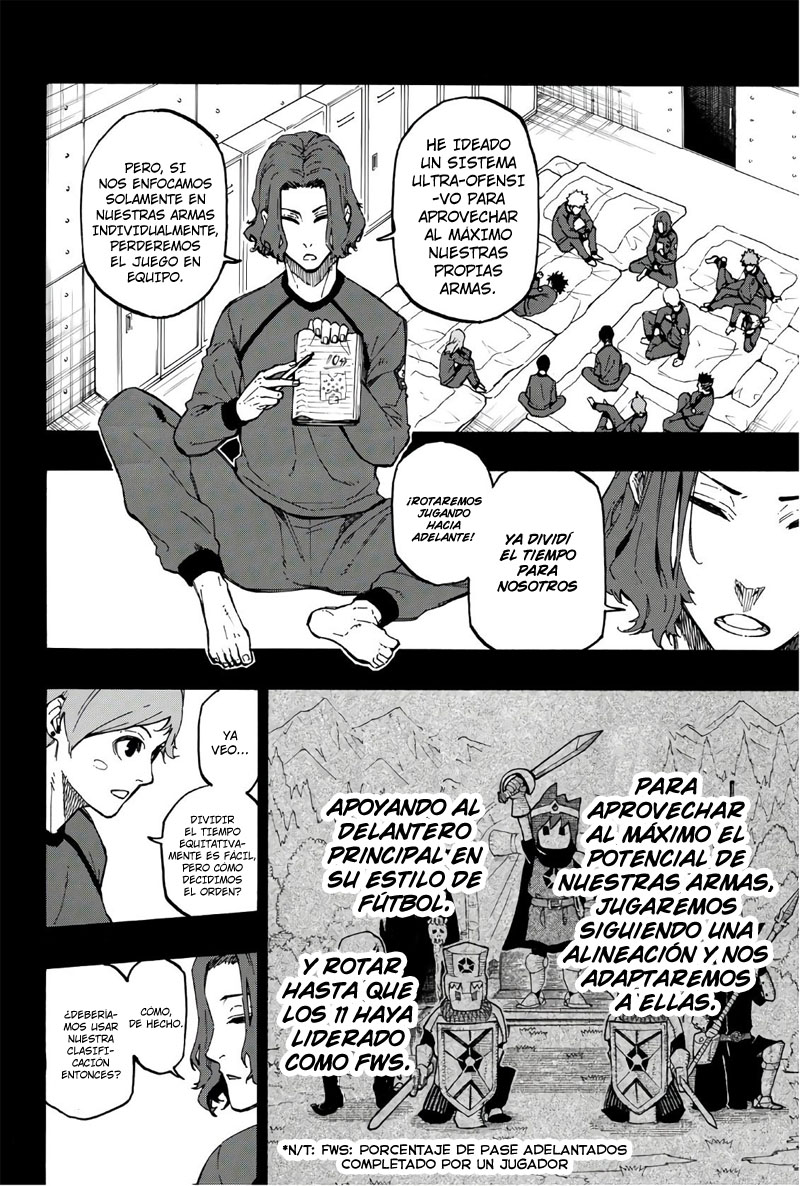 HE IDEADO
UN SISTEMA
ULTRA-OFENSI
-VO PARA
APROVECHAR
AL MÁXIMO
NUESTRAS
PROPIAS
ARMAS.
PERO, SI
NOS ENFOCAMOS
SOLAMENTE EN
NUESTRAS ARMAS
INDIVIDUALMENTE,
PERDEREMOS
EL JUEGO EN
EQUIPO.
YA DIVIDÍ
EL TIEMPO
PARA
NOSOTROS
¡ROTAREMOS
JUGANDO
HACIA
ADELANTE!
PARA
APROVECHAR
AL MÁXIMO EL
POTENCIAL DE
NUESTRAS ARMAS,
JUGAREMOS
SIGUIENDO UNA
ALINEACIÓN Y NOS
ADAPTAREMOS
A ELLAS.
APOYANDO AL
DELANTERO
PRINCIPAL EN
SU ESTILO DE
FÚTBOL.
Y ROTAR
HASTA QUE
LOS 11 HAYA
LIDERADO
COMO FWS.
*N/T: FWS: PORCENTAJE DE PASE ADELANTADOS
COMPLETADO POR UN JUGADOR
YA
VEO...
DIVIDIR
EL TIEMPO
EQUITATIVA-
MENTE ES FÁCIL,
PERO CÓMO
DECIDIMOS
EL ORDEN?
CÓMO,
DE HECHO.
¿DEBERÍA-
MOS USAR
NUESTRA
CLASIFI-
CACIÓN
ENTONCES?